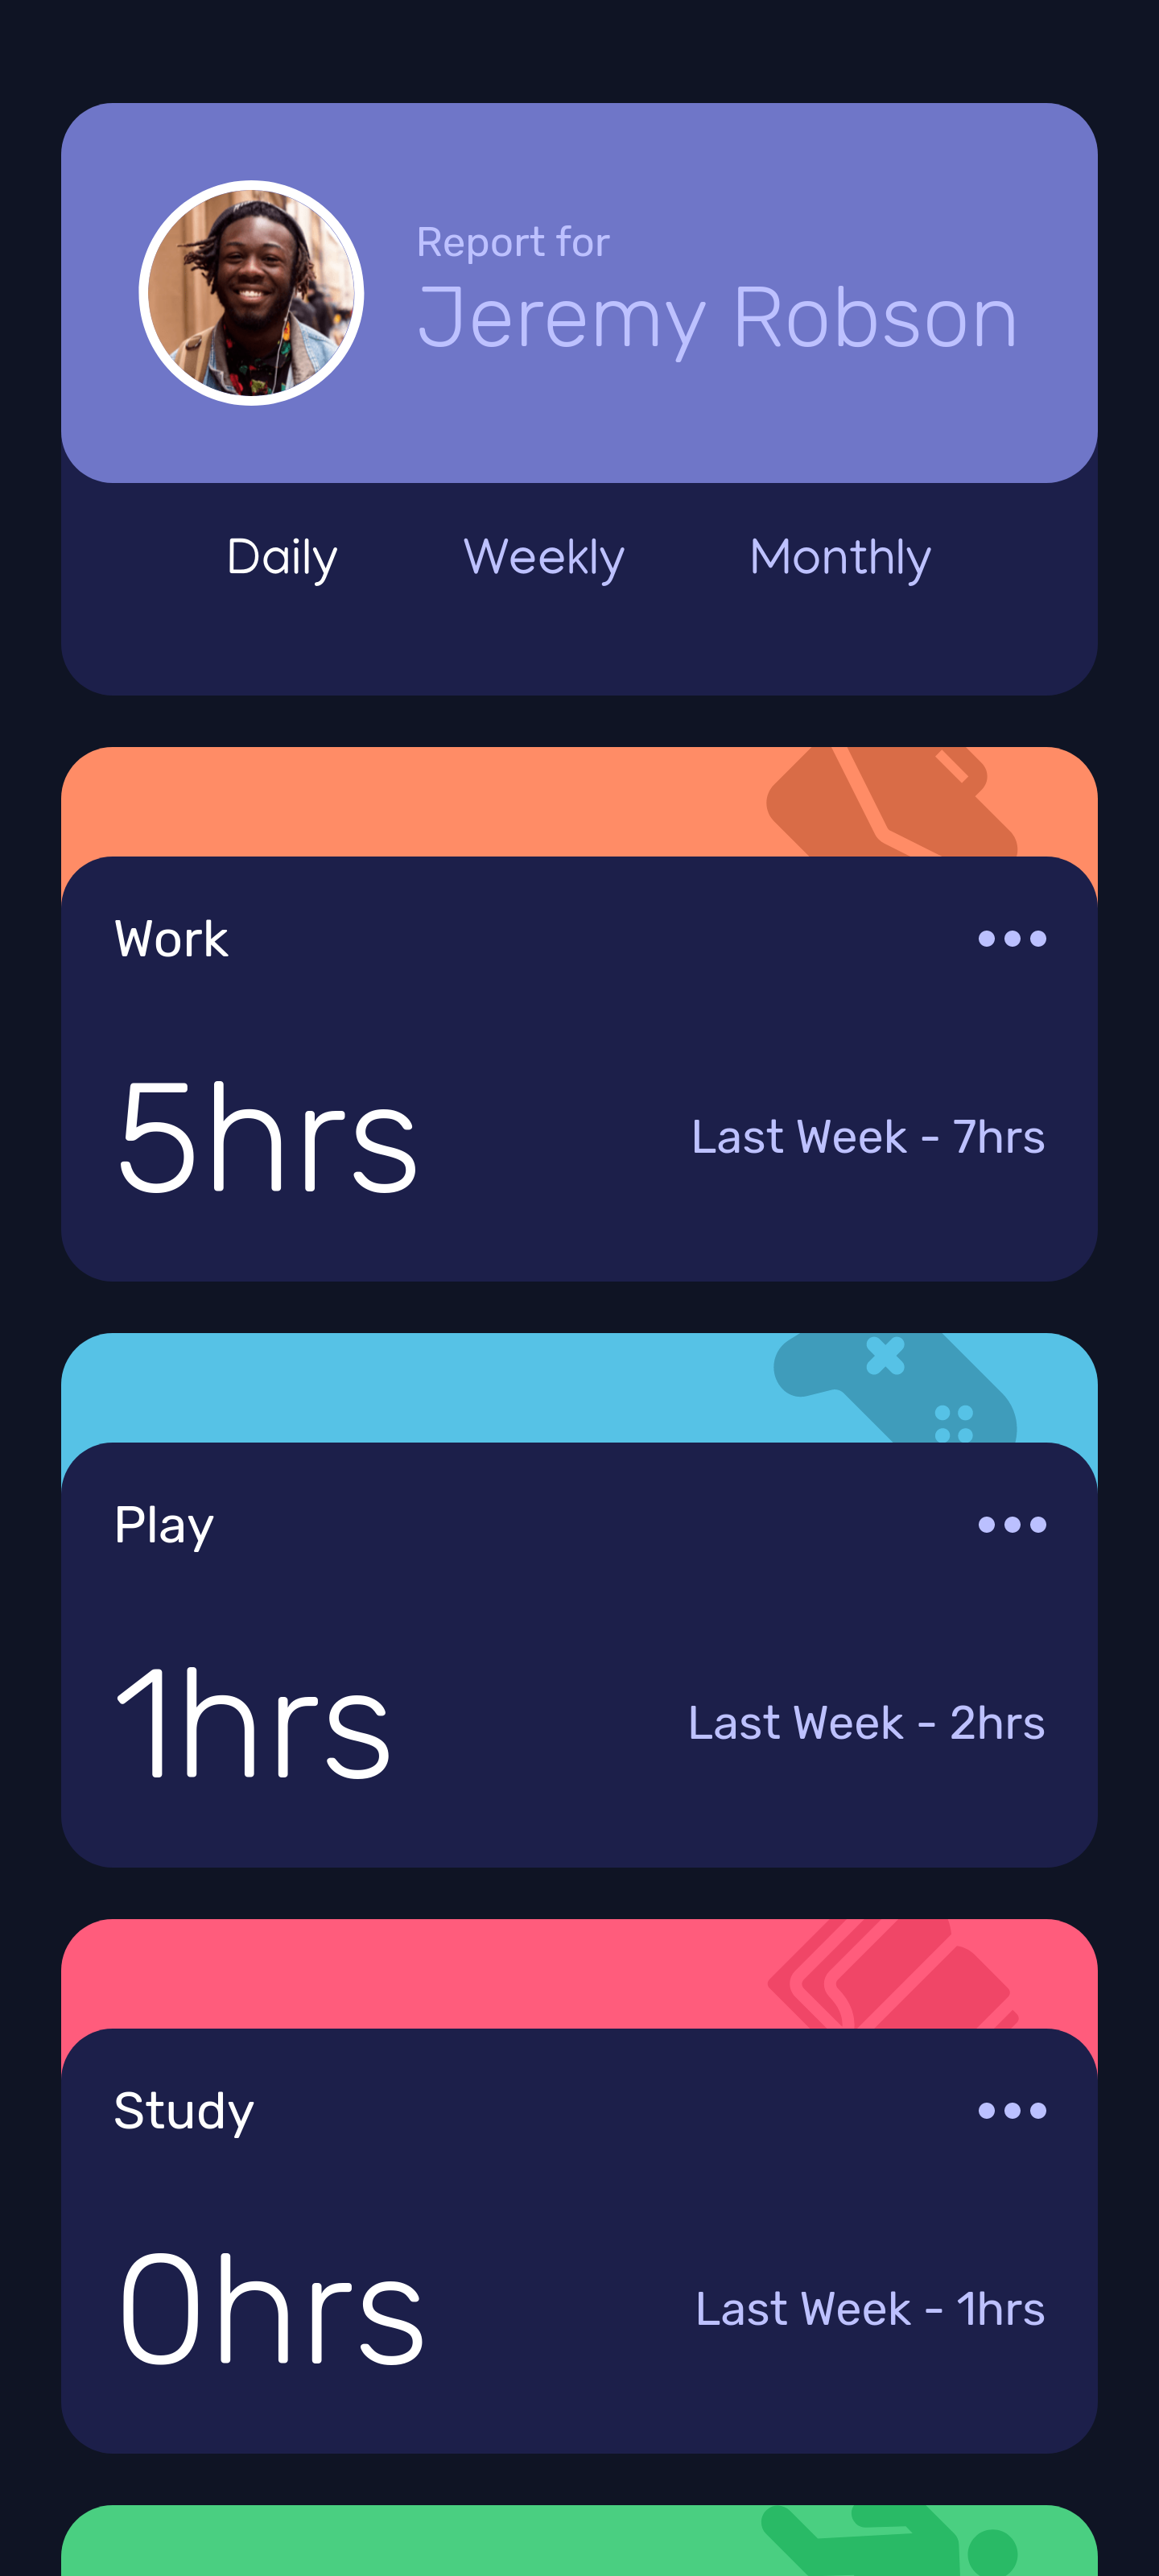 Report for
Jeremy Robson
Daily Weekly Monthly
Work
5hrs Last Week - 7hrs
Play
1hrs Last Week - 2hrs
Study
0hrs Last Week - 1hrs